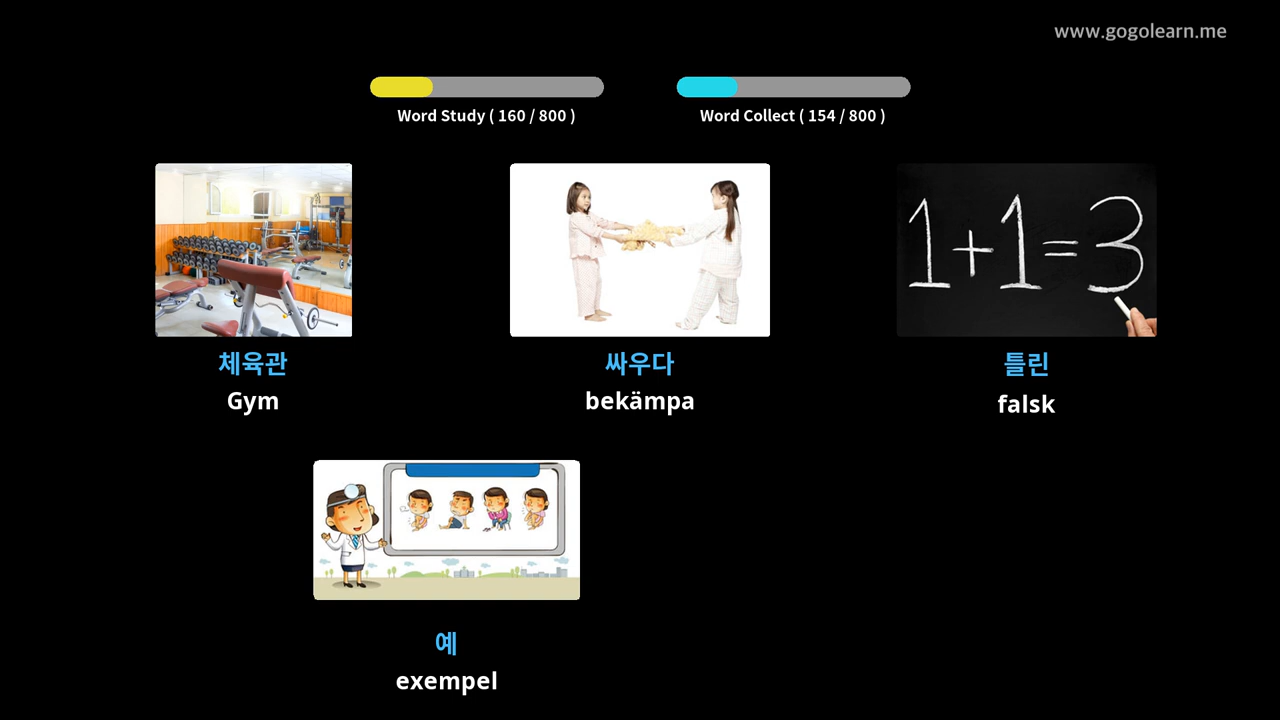 www.gogolearn.me
Word Study ( 160 / 800 )
Word Collect ( 154 / 800 )
1+1=3
체육관
Gym
싸우다
bekämpa
틀린
falsk
예
exempel